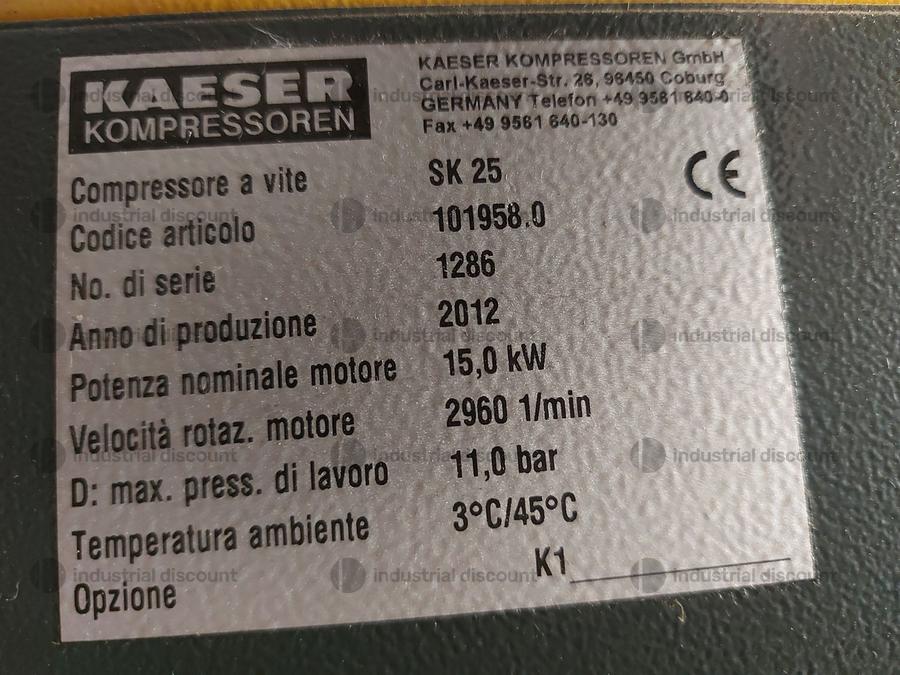 KAESER
KOMPRESSOREN
KAESER KOMPRESSOREN GmbH
Carl-Kaeser-Str. 26, 96450 Coburg
GERMANY Telefon +49 9561 640-0
Fax +49 9561 640-130
CE
Compressore a vite SK 25
Codice articolo 101958.0
No. di serie 1286
Anno di produzione 2012
Potenza nominale motore 15,0 kW
Velocità rotaz. motore 2960 1/min
D: max. press. di lavoro 11,0 bar
Temperatura ambiente 3°C/45°C
Opzione K1
industrial discount